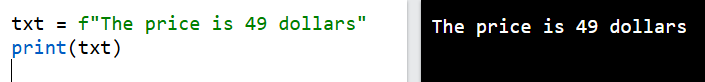 txt = f"The price is 49 dollars"
print(txt)
The price is 49 dollars